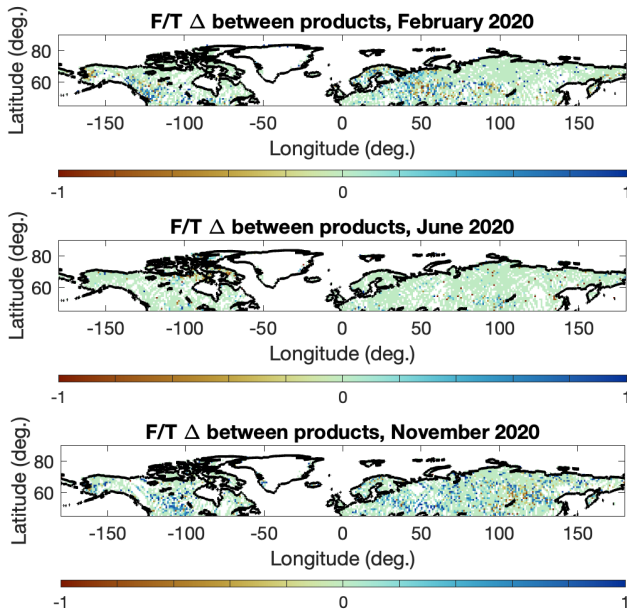 F/T Δ between products, February 2020
Latitude (deg.)
80
60
-150 -100 -50 0 50 100 150
Longitude (deg.)
-1 0 1
F/T Δ between products, June 2020
Latitude (deg.)
80
60
-150 -100 -50 0 50 100 150
Longitude (deg.)
-1 0 1
F/T Δ between products, November 2020
Latitude (deg.)
80
60
-150 -100 -50 0 50 100 150
Longitude (deg.)
-1 0 1